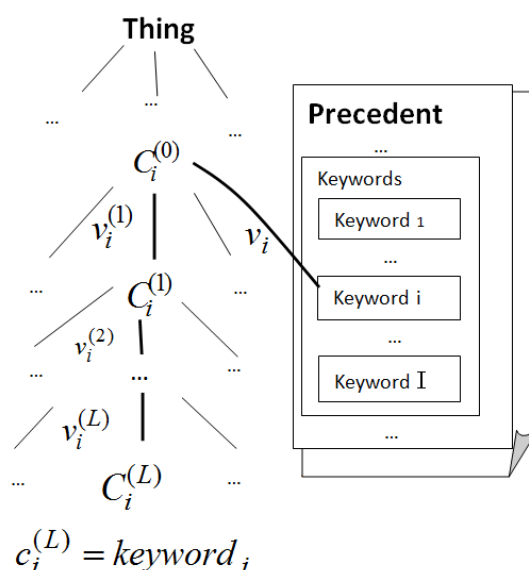 Thing
... ... ...
C_i^{(0)}
v_i^{(1)}
v_i
... ...
C_i^{(1)}
v_i^{(2)}
... ... ...
v_i^{(L)}
... ...
C_i^{(L)}
c_i^{(L)} = keyword_i
Precedent
...
Keywords
Keyword 1
...
Keyword i
...
Keyword I
...